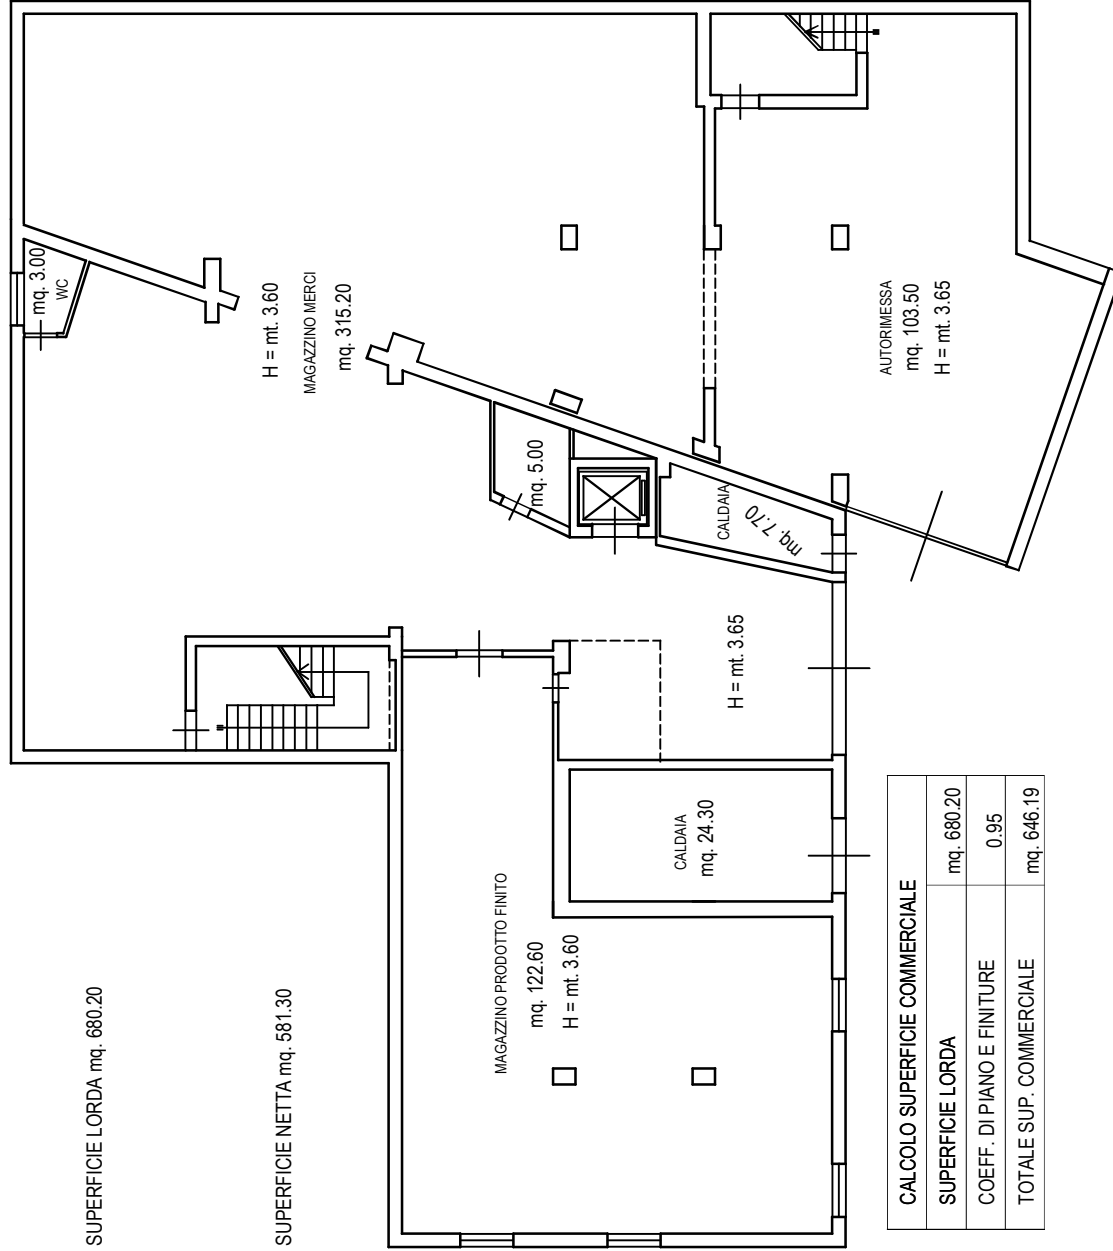 SUPERFICIE LORDA mq. 680.20
SUPERFICIE NETTA mq. 581.30
mq. 3.00
WC
H = mt. 3.60
MAGAZZINO MERCI
mq. 315.20
mq. 5.00
CALDAIA
mq. 7.70
H = mt. 3.65
AUTORIMESSA
mq. 103.50
H = mt. 3.65
MAGAZZINO PRODOTTO FINITO
mq. 122.60
H = mt. 3.60
CALDAIA
mq. 24.30
CALCOLO SUPERFICIE COMMERCIALE
SUPERFICIE LORDA mq. 680.20
COEFF. DI PIANO E FINITURE 0.95
TOTALE SUP. COMMERCIALE mq. 646.19